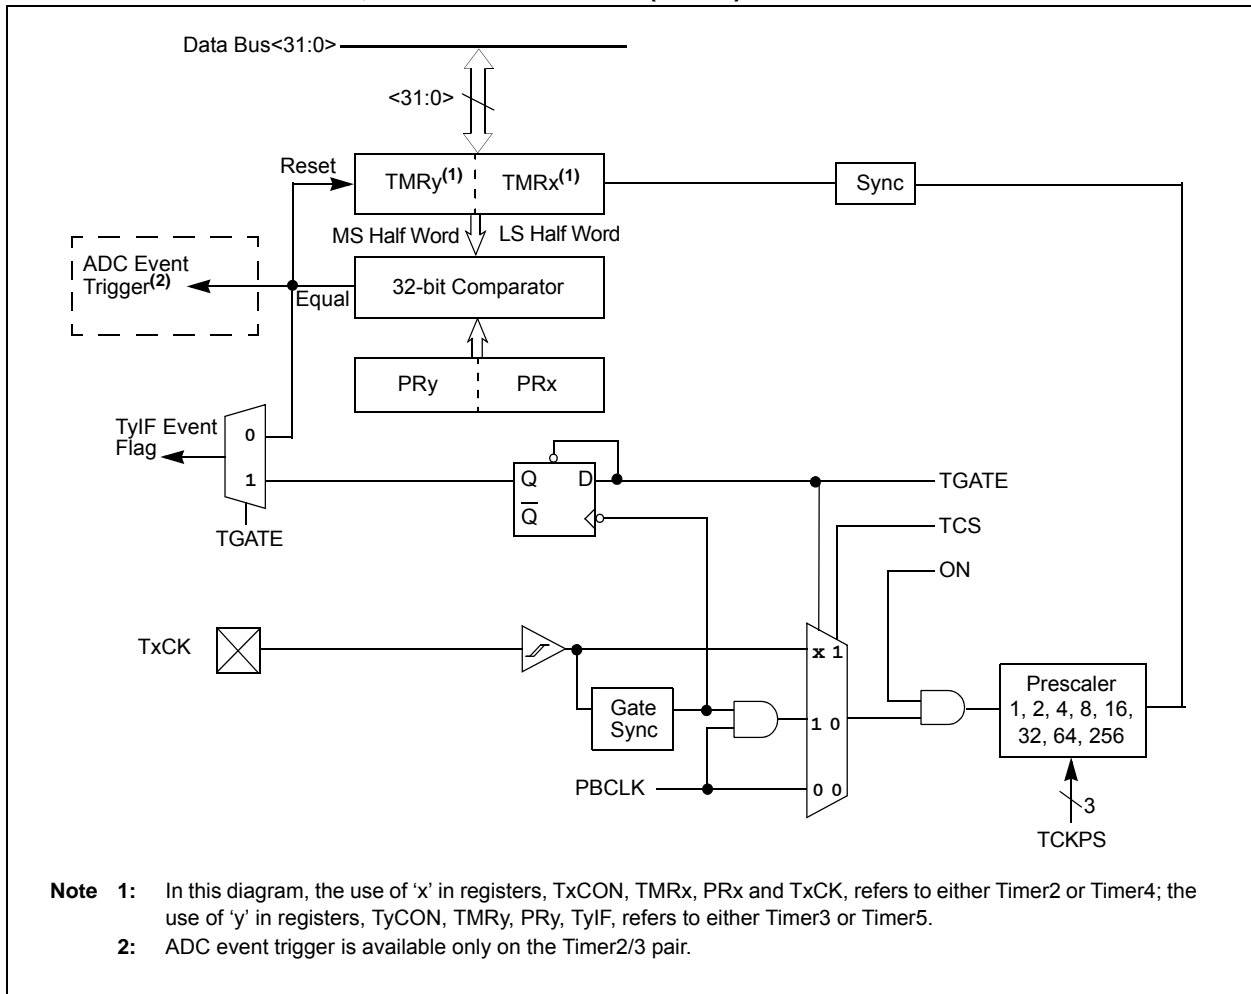 Data Bus<31:0>
<31:0>
Reset
TMRy(1) TMRx(1)
Sync
MS Half Word LS Half Word
ADC Event
Trigger(2)
Equal
32-bit Comparator
PRy PRx
TyIF Event
Flag
0
1
TGATE
Q D
Q
TGATE
TCS
ON
TxCK
x 1
Gate
Sync
1 0
Prescaler
1, 2, 4, 8, 16,
32, 64, 256
PBCLK
0 0
3
TCKPS
Note 1: In this diagram, the use of ‘x’ in registers, TxCON, TMRx, PRx and TxCK, refers to either Timer2 or Timer4; the
use of ‘y’ in registers, TyCON, TMRy, PRy, TyIF, refers to either Timer3 or Timer5.
2: ADC event trigger is available only on the Timer2/3 pair.